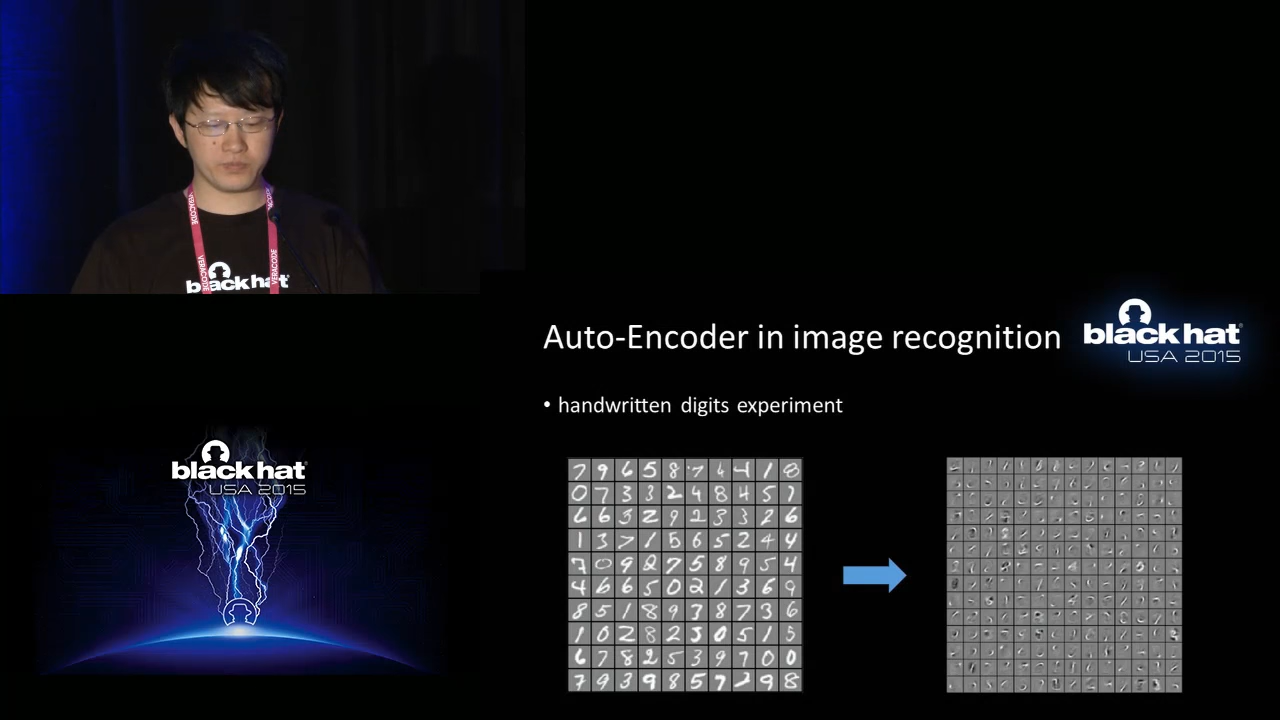 VERACODE
VERACODE
VERACODE
black hat
Auto-Encoder in image recognition
black hat
USA 2015
• handwritten digits experiment
black hat
USA 2015
7 9 6 5 8 7 4 4 1 8
0 7 3 3 2 4 8 4 5 1
6 6 3 2 9 2 3 3 2 6
1 3 7 1 5 6 5 2 4 4
7 0 9 2 7 5 8 9 5 4
4 6 6 5 0 2 1 3 6 9
8 5 1 8 9 3 8 7 3 6
1 0 2 8 2 3 0 5 1 5
6 7 8 2 5 3 9 7 0 0
7 9 3 9 8 5 7 2 9 8